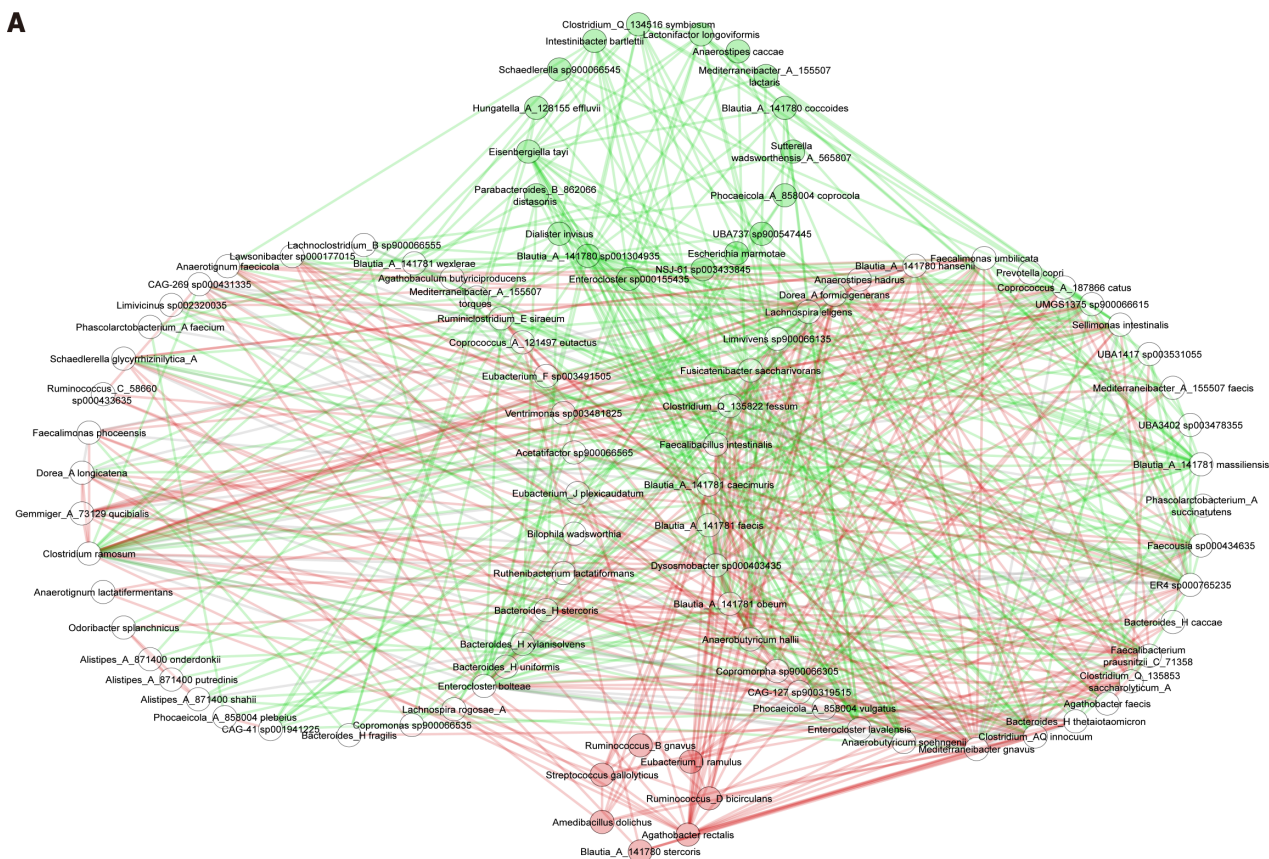 A
Clostridium_Q_134516 symbiosum
Lactonifactor longoviformis
Intestinibacter bartlettii
Anaerostipes caccae
Schaedlerella sp900066545
Mediterraneibacter_A_155507
lactaris
Hungatella_A_128155 effluvii
Blautia_A_141780 coccoides
Eisenbergiella tayi
Sutterella
wadsworthensis_A_565807
Parabacteroides_B_862066
distasonis
Phocaeicola_A_858004 coprocola
Dialister invisus
UBA737 sp900547445
Blautia_A_141780 sp001304935
Escherichia marmotae
Enterocloster sp000155435
NSJ-61 sp003433845
Lachnoclostridium_B sp900066555
Lawsonibacter sp000177015
Anaerotignum faecicola
Blautia_A_141781 wexlerae
CAG-269 sp000431335
Agathobaculum butyriciproducens
Limivicinus sp002320035
Mediterraneibacter_A_155507
torques
Phascolarctobacterium_A faecium
Ruminiclostridium_E siraeum
Schaedlerella glycyrrhizinilytica_A
Coprococcus_A_121497 eutactus
Ruminococcus_C_58660
sp000433635
Eubacterium_F sp003491505
Faecalimonas phoceensis
Ventrimonas sp003481825
Dorea_A longicatena
Acetatifactor sp900066565
Gemmiger_A_73129 qucibialis
Eubacterium_J plexicaudatum
Clostridium ramosum
Bilophila wadsworthia
Anaerotignum lactatifermentans
Ruthenibacterium lactatiformans
Odoribacter splanchnicus
Bacteroides_H stercoris
Alistipes_A_871400 onderdonkii
Bacteroides_H xylanisolvens
Alistipes_A_871400 putredinis
Bacteroides_H uniformis
Alistipes_A_871400 shahii
Enterocloster bolteae
Phocaeicola_A_858004 plebeius
Lachnospira rogosae_A
CAG-41 sp001941225
Copromonas sp900066535
Bacteroides_H fragilis
Faecalimonas umbilicata
Blautia_A_141780 hansenii
Prevotella copri
Anaerostipes hadrus
Coprococcus_A_187866 catus
Dorea_A formicigenerans
UMGS1375 sp900066615
Lachnospira eligens
Sellimonas intestinalis
Limivivens sp900066135
UBA1417 sp003531055
Fusicatenibacter saccharivorans
Mediterraneibacter_A_155507 faecis
Clostridium_Q_135822 fessum
UBA3402 sp003478355
Faecalibacillus intestinalis
Blautia_A_141781 massiliensis
Blautia_A_141781 caecimuris
Phascolarctobacterium_A
succinatutens
Blautia_A_141781 faecis
Faecousia sp000434635
Dysosmobacter sp000403435
ER4 sp000765235
Blautia_A_141781 obeum
Bacteroides_H caccae
Anaerobutyricum hallii
Faecalibacterium
prausnitzii_C_71358
Copromorpha sp900066305
Clostridium_Q_135853
saccharolyticum_A
CAG-127 sp900319515
Agathobacter faecis
Phocaeicola_A_858004 vulgatus
Bacteroides_H thetaiotaomicron
Enterocloster lavalensis
Clostridium_AQ innocuum
Anaerobutyricum soehngenii
Mediterraneibacter gnavus
Ruminococcus_B gnavus
Eubacterium_I ramulus
Streptococcus gallolyticus
Ruminococcus_D bicirculans
Amedibacillus dolichus
Agathobacter rectalis
Blautia_A_141780 stercoris